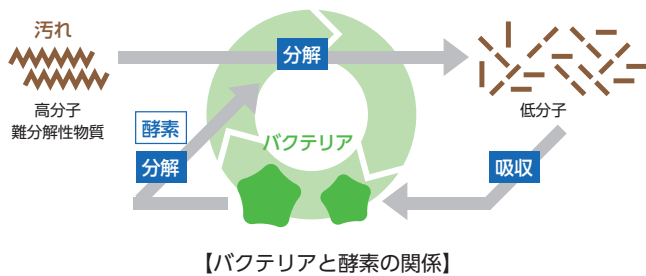 汚れ
高分子
難分解性物質
分解
低分子
酵素
分解
バクテリア
吸収
【バクテリアと酵素の関係】